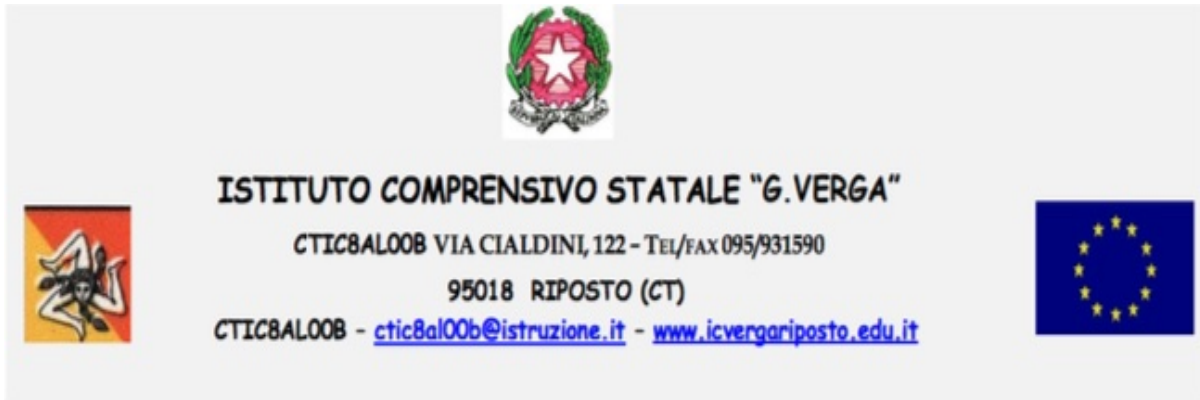 ISTITUTO COMPRENSIVO STATALE “G.VERGA”
CTIC8AL00B VIA CIALDINI, 122 – TEL/FAX 095/931590
95018 RIPOSTO (CT)
CTIC8AL00B – ctic8al00b@istruzione.it – www.icvergariposto.edu.it